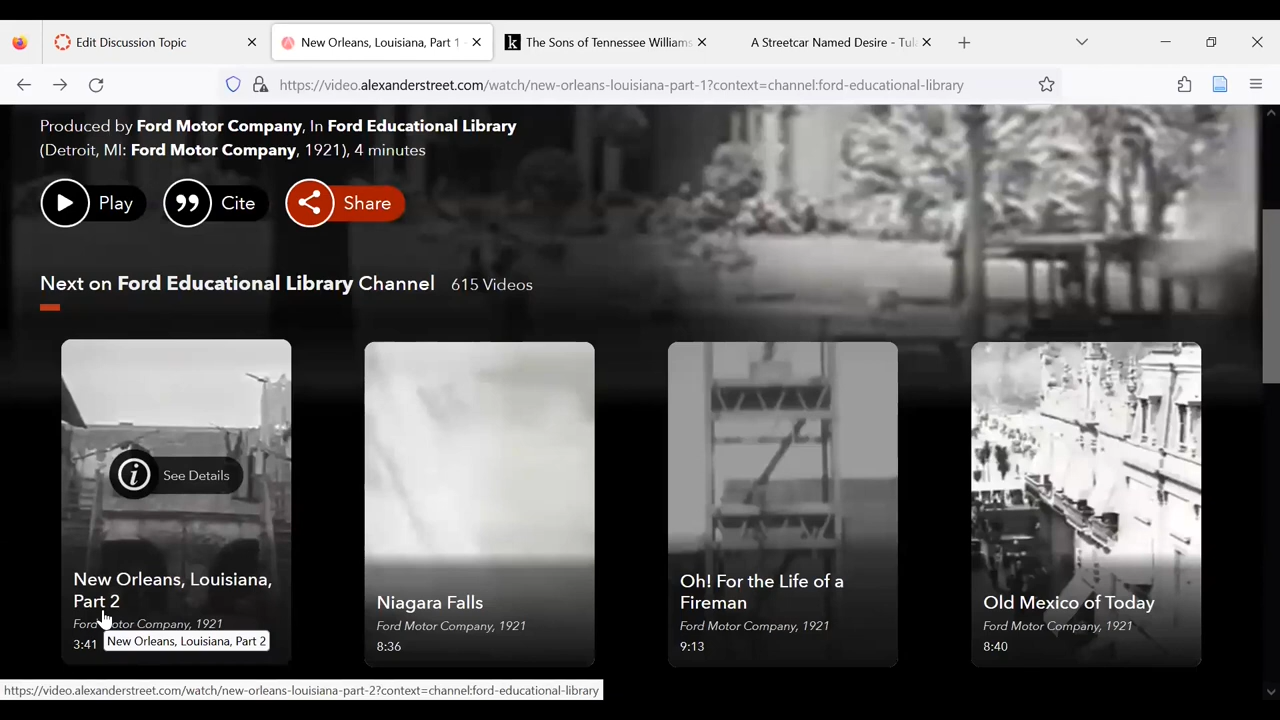 Edit Discussion Topic
New Orleans, Louisiana, Part 1 -
k The Sons of Tennessee Williams
A Streetcar Named Desire - Tul
https://video.alexanderstreet.com/watch/new-orleans-louisiana-part-1?context=channel:ford-educational-library
Produced by Ford Motor Company, In Ford Educational Library
(Detroit, MI: Ford Motor Company, 1921), 4 minutes
Play
Cite
Share
Next on Ford Educational Library Channel 615 Videos
See Details
New Orleans, Louisiana,
Part 2
Ford Motor Company, 1921
3:41
New Orleans, Louisiana, Part 2
Niagara Falls
Ford Motor Company, 1921
8:36
Oh! For the Life of a
Fireman
Ford Motor Company, 1921
9:13
Old Mexico of Today
Ford Motor Company, 1921
8:40
https://video.alexanderstreet.com/watch/new-orleans-louisiana-part-2?context=channel:ford-educational-library